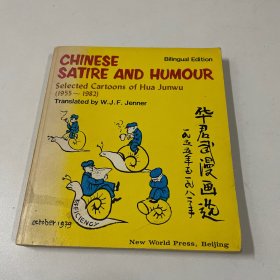 CHINESE
Bilingual Edition
SATIRE AND HUMOUR
Selected Cartoons of Hua Junwu
(1955—1982)
Translated by W.J.F. Jenner
华君武漫画选
一九五五年至一九八二年
EFFICIENCY
october 1979
New World Press, Beijing